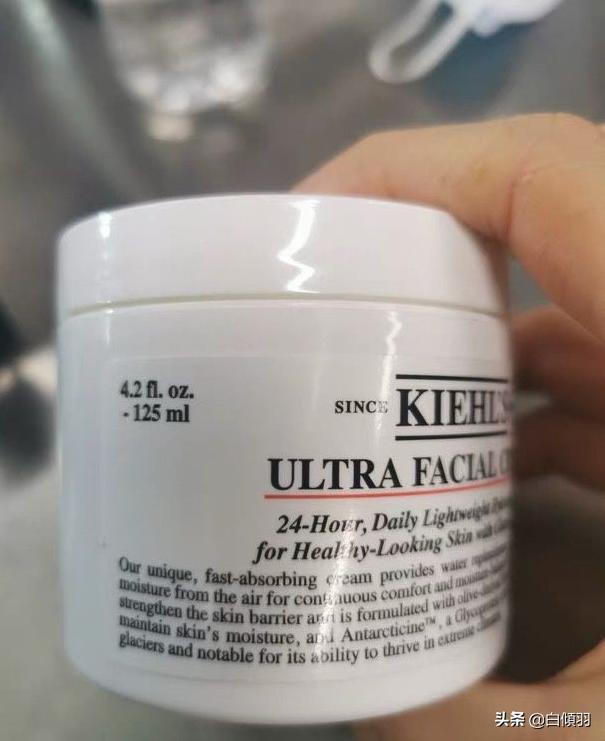 4.2 fl. oz.
- 125 ml
SINCE KIEHL'S
ULTRA FACIAL
24-Hour, Daily Lightweight
for Healthy-Looking Skin with
Our unique, fast-absorbing cream provides water
moisture from the air for continuous comfort and moisture
strengthen the skin barrier and is formulated with
maintain skin's moisture, and Antarcticine™, a
glaciers and notable for its ability to thrive in extreme
头条 @白傾羽